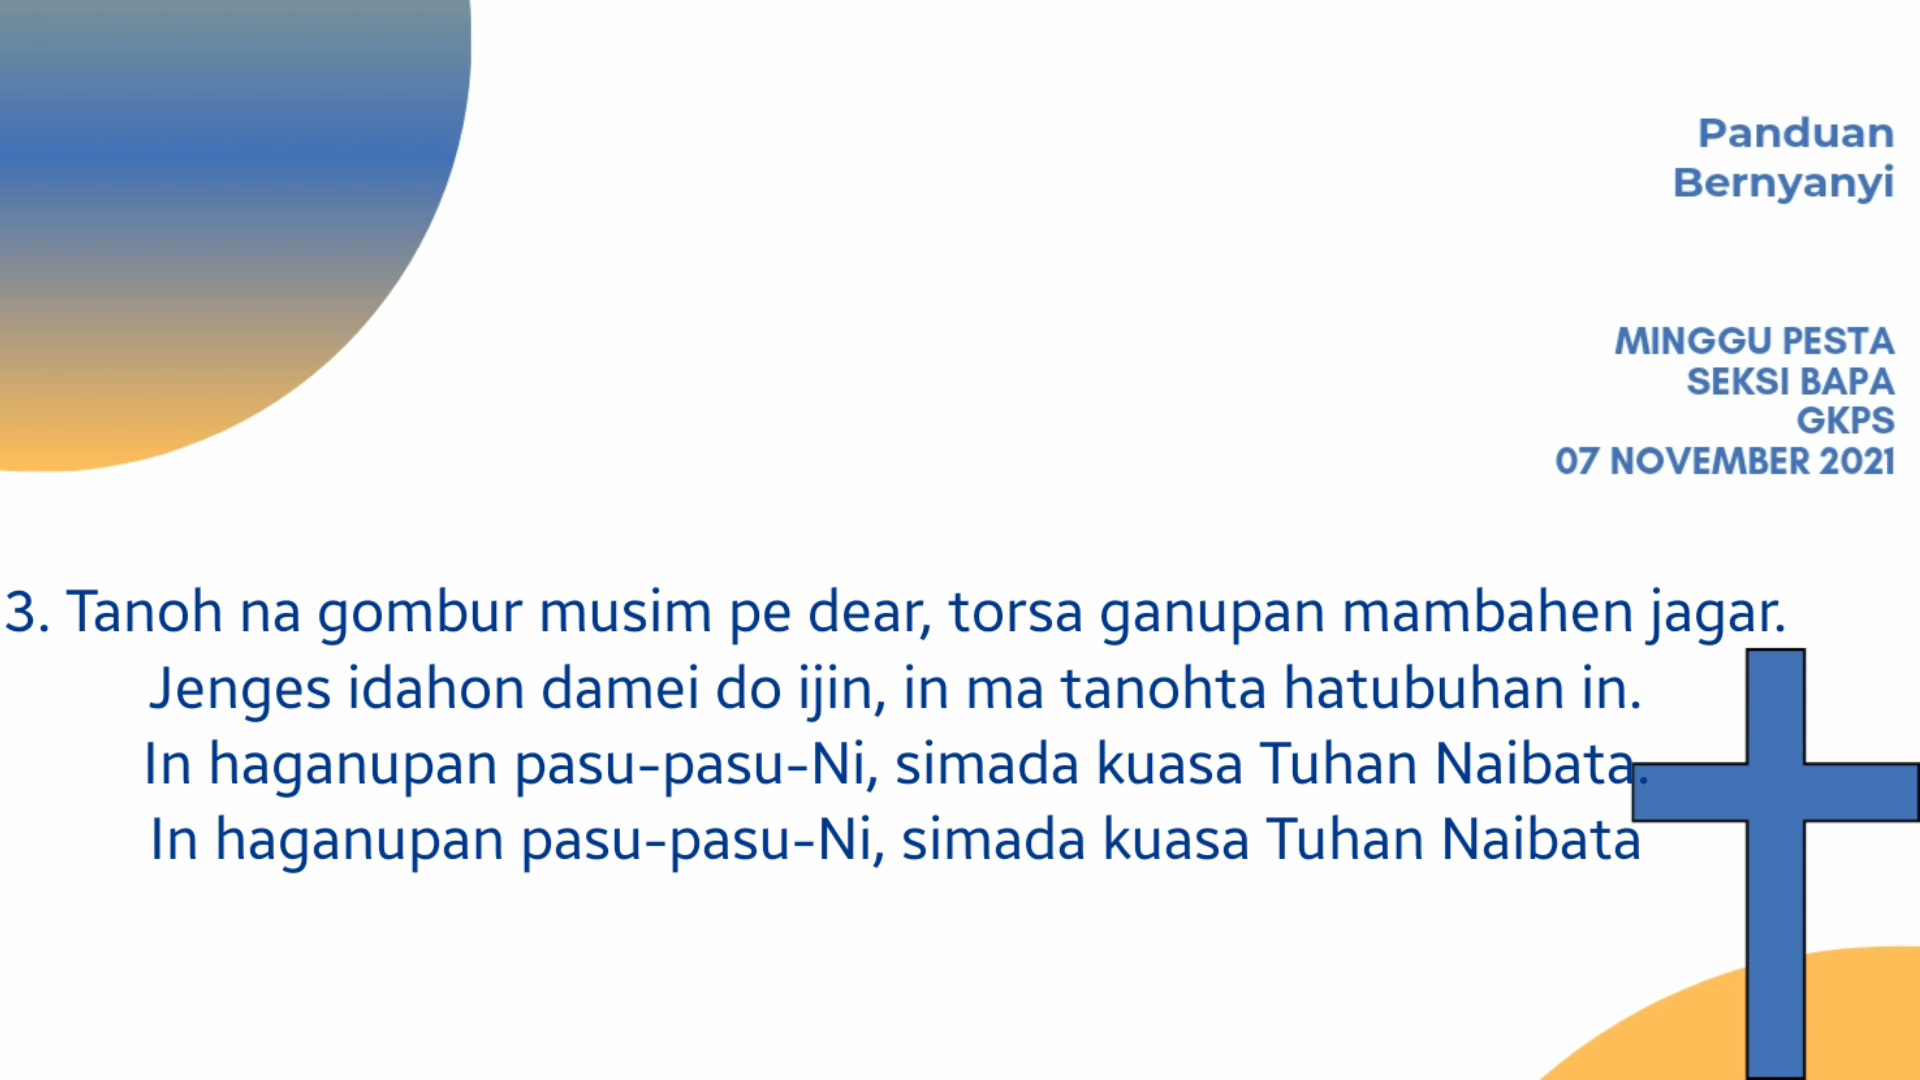 Panduan
Bernyanyi
MINGGU PESTA
SEKSI BAPA
GKPS
07 NOVEMBER 2021
3. Tanoh na gombur musim pe dear, torsa ganupan mambahen jagar.
Jenges idahon damei do ijin, in ma tanohta hatubuhan in.
In haganupan pasu-pasu-Ni, simada kuasa Tuhan Naibata.
In haganupan pasu-pasu-Ni, simada kuasa Tuhan Naibata